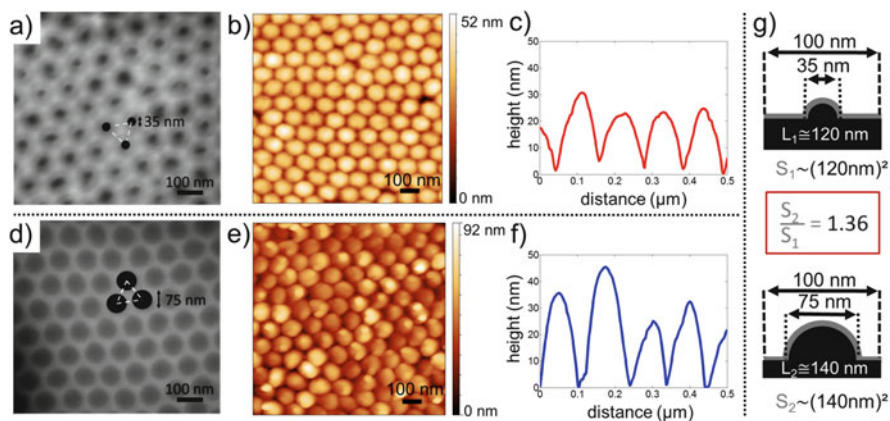 a)
35 nm
100 nm
b)
100 nm
52 nm
0 nm
c)
height (nm)
50
40
30
20
10
0
0 0.1 0.2 0.3 0.4 0.5
distance (µm)
d)
75 nm
100 nm
e)
100 nm
92 nm
0 nm
f)
height (nm)
50
40
30
20
10
0
0 0.1 0.2 0.3 0.4 0.5
distance (µm)
g)
100 nm
35 nm
L₁≅120 nm
S₁~(120nm)²
S₂/S₁ = 1.36
100 nm
75 nm
L₂≅140 nm
S₂~(140nm)²